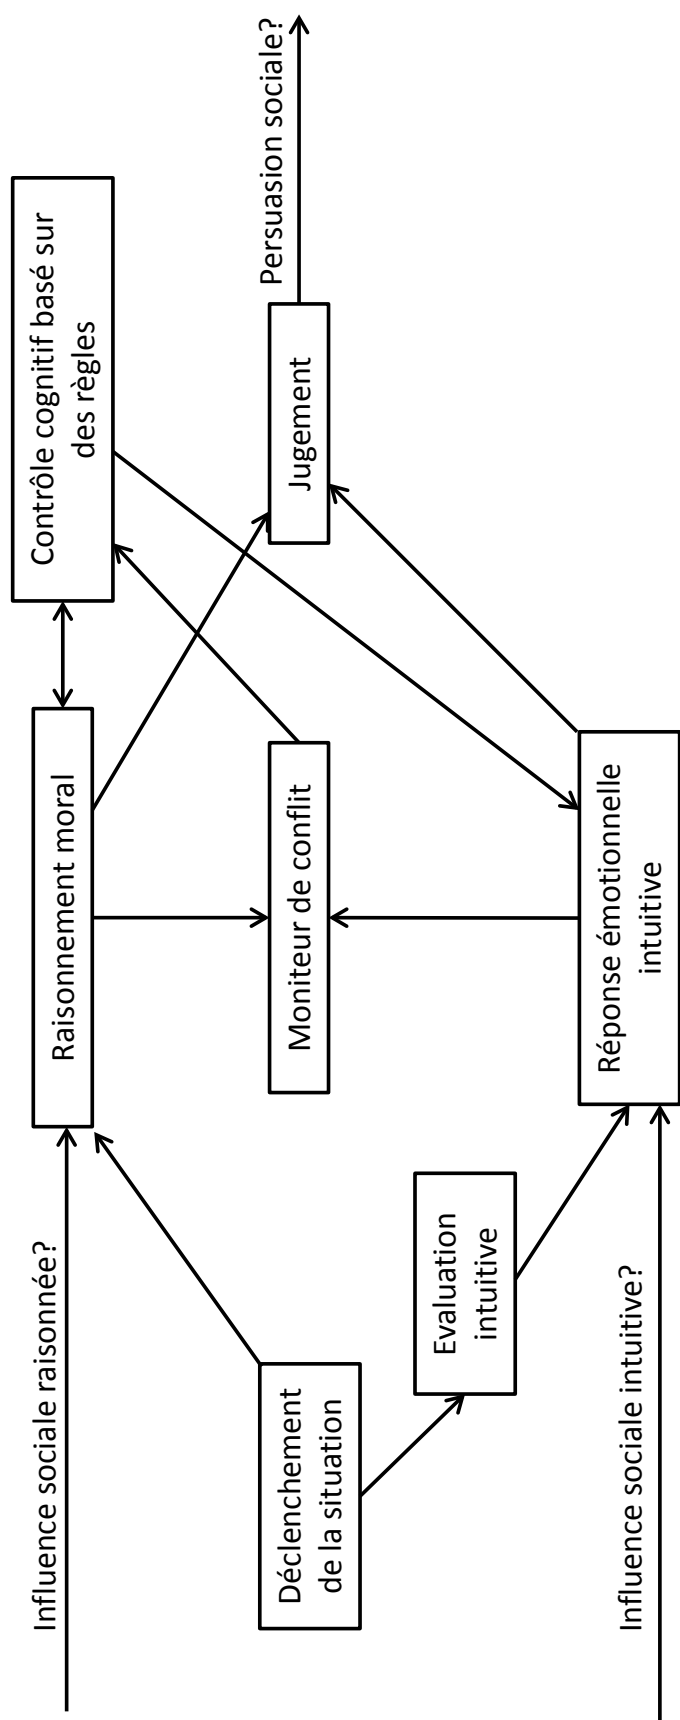 Influence sociale raisonnée?
Raisonnement moral
Contrôle cognitif basé sur
des règles
Déclenchement
de la situation
Moniteur de conflit
Jugement
Persuasion sociale?
Evaluation
intuitive
Réponse émotionnelle
intuitive
Influence sociale intuitive?